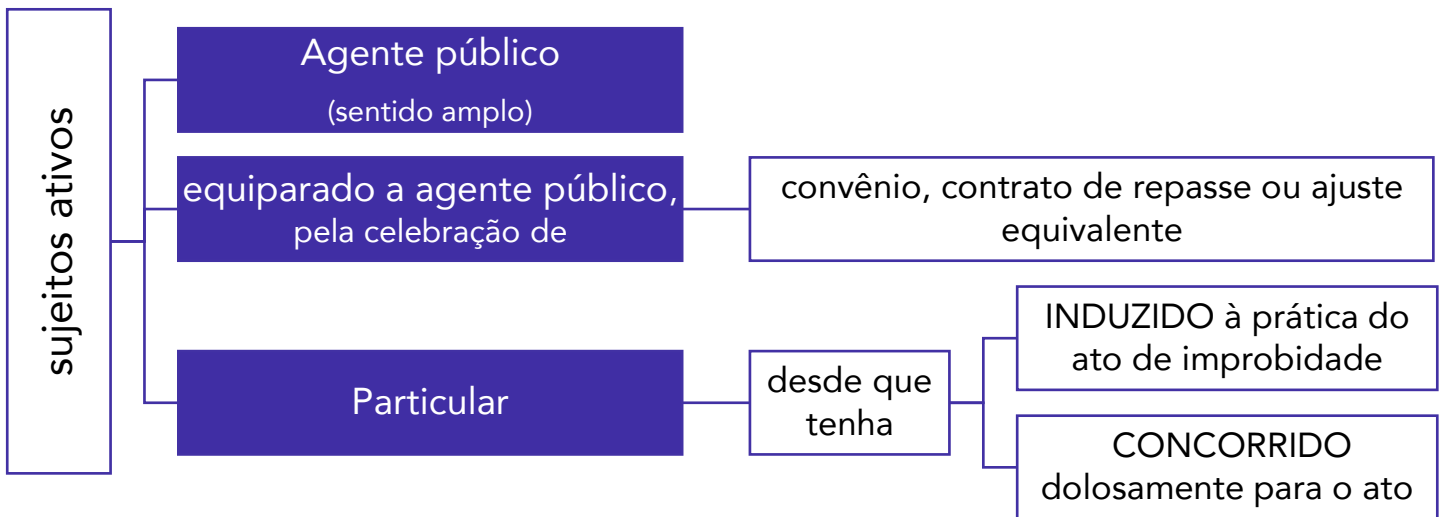 sujeitos ativos
Agente público
(sentido amplo)
equiparado a agente público,
pela celebração de
convênio, contrato de repasse ou ajuste
equivalente
Particular
desde que
tenha
INDUZIDO à prática do
ato de improbidade
CONCORRIDO
dolosamente para o ato